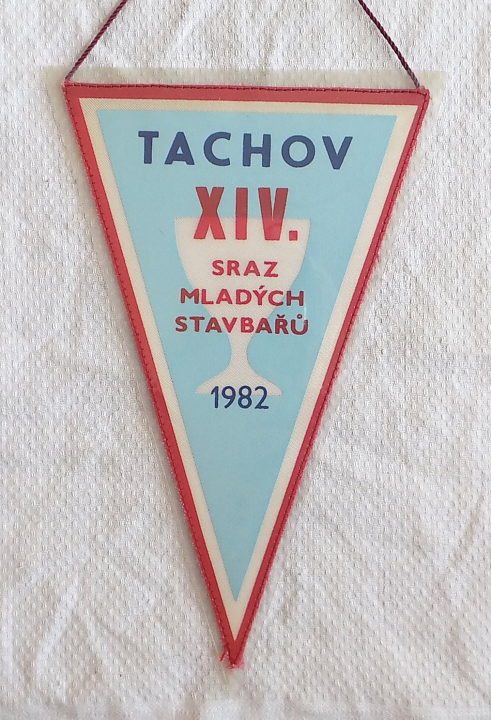 TACHOV
XIV.
SRAZ
MLADÝCH
STAVBAŘŮ
1982